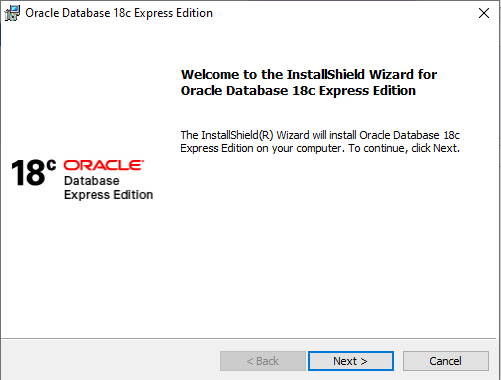 Oracle Database 18c Express Edition
Welcome to the InstallShield Wizard for
Oracle Database 18c Express Edition
The InstallShield(R) Wizard will install Oracle Database 18c
Express Edition on your computer. To continue, click Next.
18c ORACLE
Database
Express Edition
< Back Next > Cancel